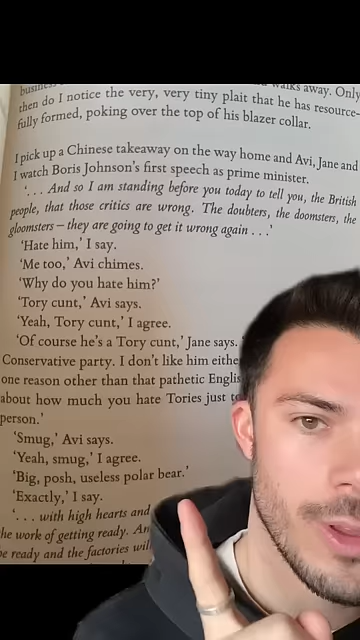 walks away. Only
then do I notice the very, very tiny plait that he has resource-
fully formed, poking over the top of his blazer collar.
I pick up a Chinese takeaway on the way home and Avi, Jane and
I watch Boris Johnson's first speech as prime minister.
'. . . And so I am standing before you today to tell you, the British
people, that those critics are wrong. The doubters, the doomsters, the
gloomsters – they are going to get it wrong again . . .'
'Hate him,' I say.
'Me too,' Avi chimes.
'Why do you hate him?'
'Tory cunt,' Avi says.
'Yeah, Tory cunt,' I agree.
'Of course he's a Tory cunt,' Jane says.
Conservative party. I don't like him
one reason other than that pathetic
about how much you hate Tories just
person.'
'Smug,' Avi says.
'Yeah, smug,' I agree.
'Big, posh, useless polar bear.'
'Exactly,' I say.
'. . . with high hearts and
the work of getting ready.
be ready and the factories